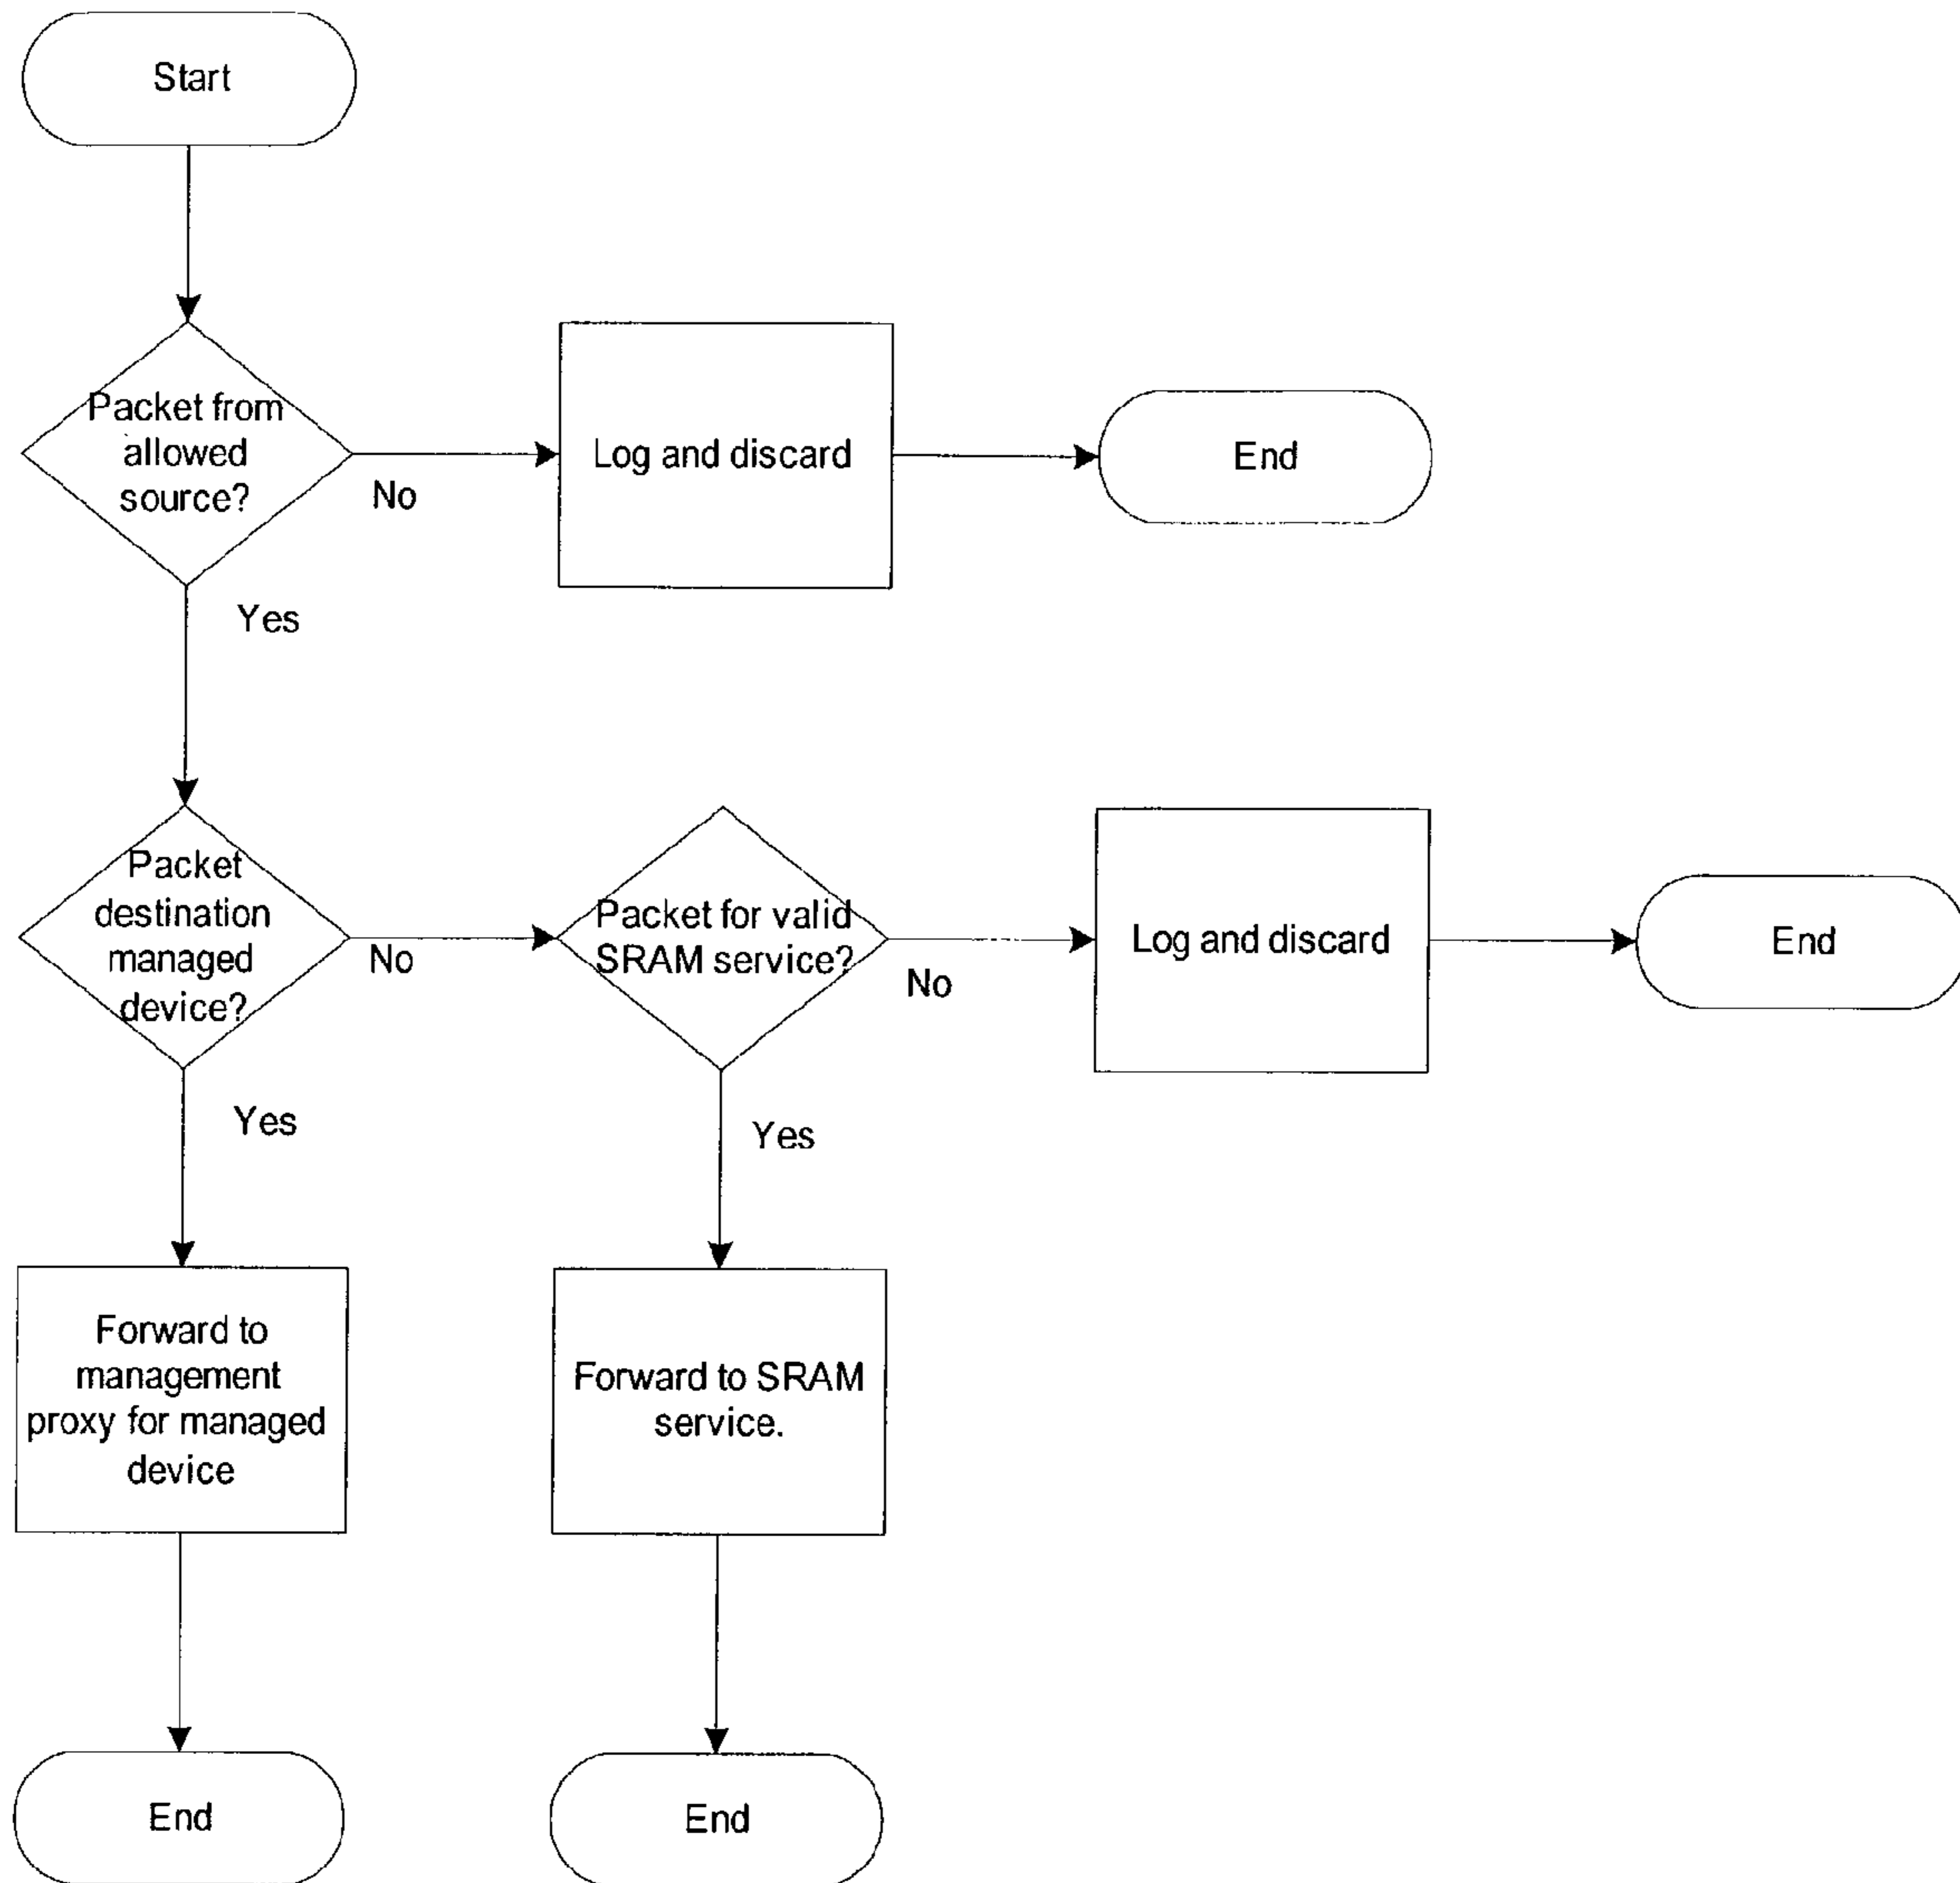 Start
Packet from
allowed
source?
No
Log and discard
End
Yes
Packet
destination
managed
device?
No
Packet for valid
SRAM service?
No
Log and discard
End
Yes
Yes
Forward to
management
proxy for managed
device
Forward to SRAM
service.
End
End